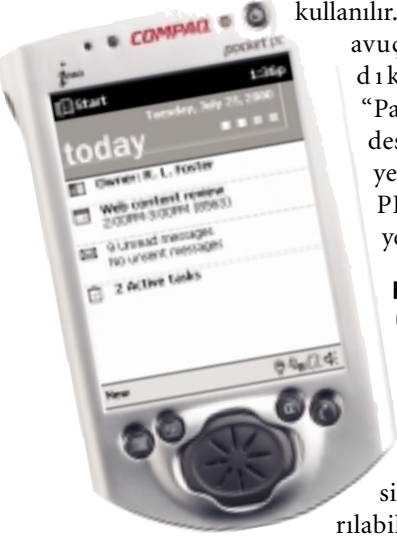 COMPAQ
pocket pc
Start
1:36p
Tuesday, July 25, 2000
today
Owner: R. L. Foster
Web content review
2:00PM-3:00PM (8583)
9 Unread messages
No unsent messages
2 Active tasks
New
kullanılır.
avuç
dık
“Pa
des
ye
PI
ye
si
rılabil